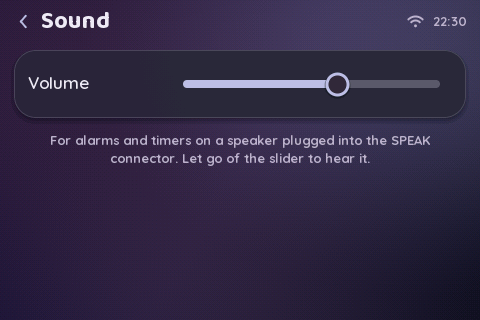 Sound
22:30
Volume
For alarms and timers on a speaker plugged into the SPEAK
connector. Let go of the slider to hear it.